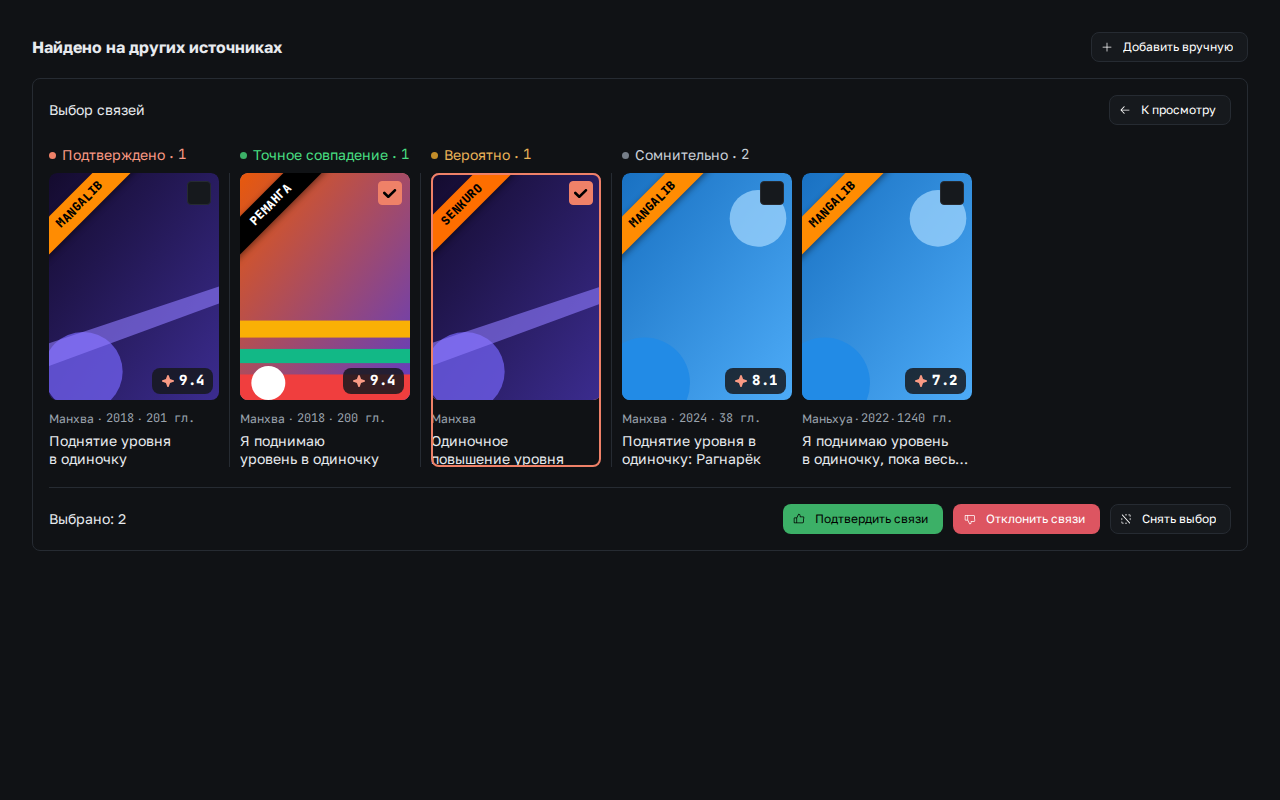 Найдено на других источниках
Добавить вручную
Выбор связей
К просмотру
Подтверждено · 1
Точное совпадение · 1
Вероятно · 1
Сомнительно · 2
MANGALIB
РЕМАНГА
SENKURO
MANGALIB
MANGALIB
9.4
9.4
8.1
7.2
Манхва · 2018 · 201 гл.
Поднятие уровня
в одиночку
Манхва · 2018 · 200 гл.
Я поднимаю
уровень в одиночку
Манхва
Одиночное
повышение уровня
Манхва · 2024 · 38 гл.
Поднятие уровня в
одиночку: Рагнарёк
Маньхуа · 2022 · 1240 гл.
Я поднимаю уровень
в одиночку, пока весь...
Выбрано: 2
Подтвердить связи
Отклонить связи
Снять выбор